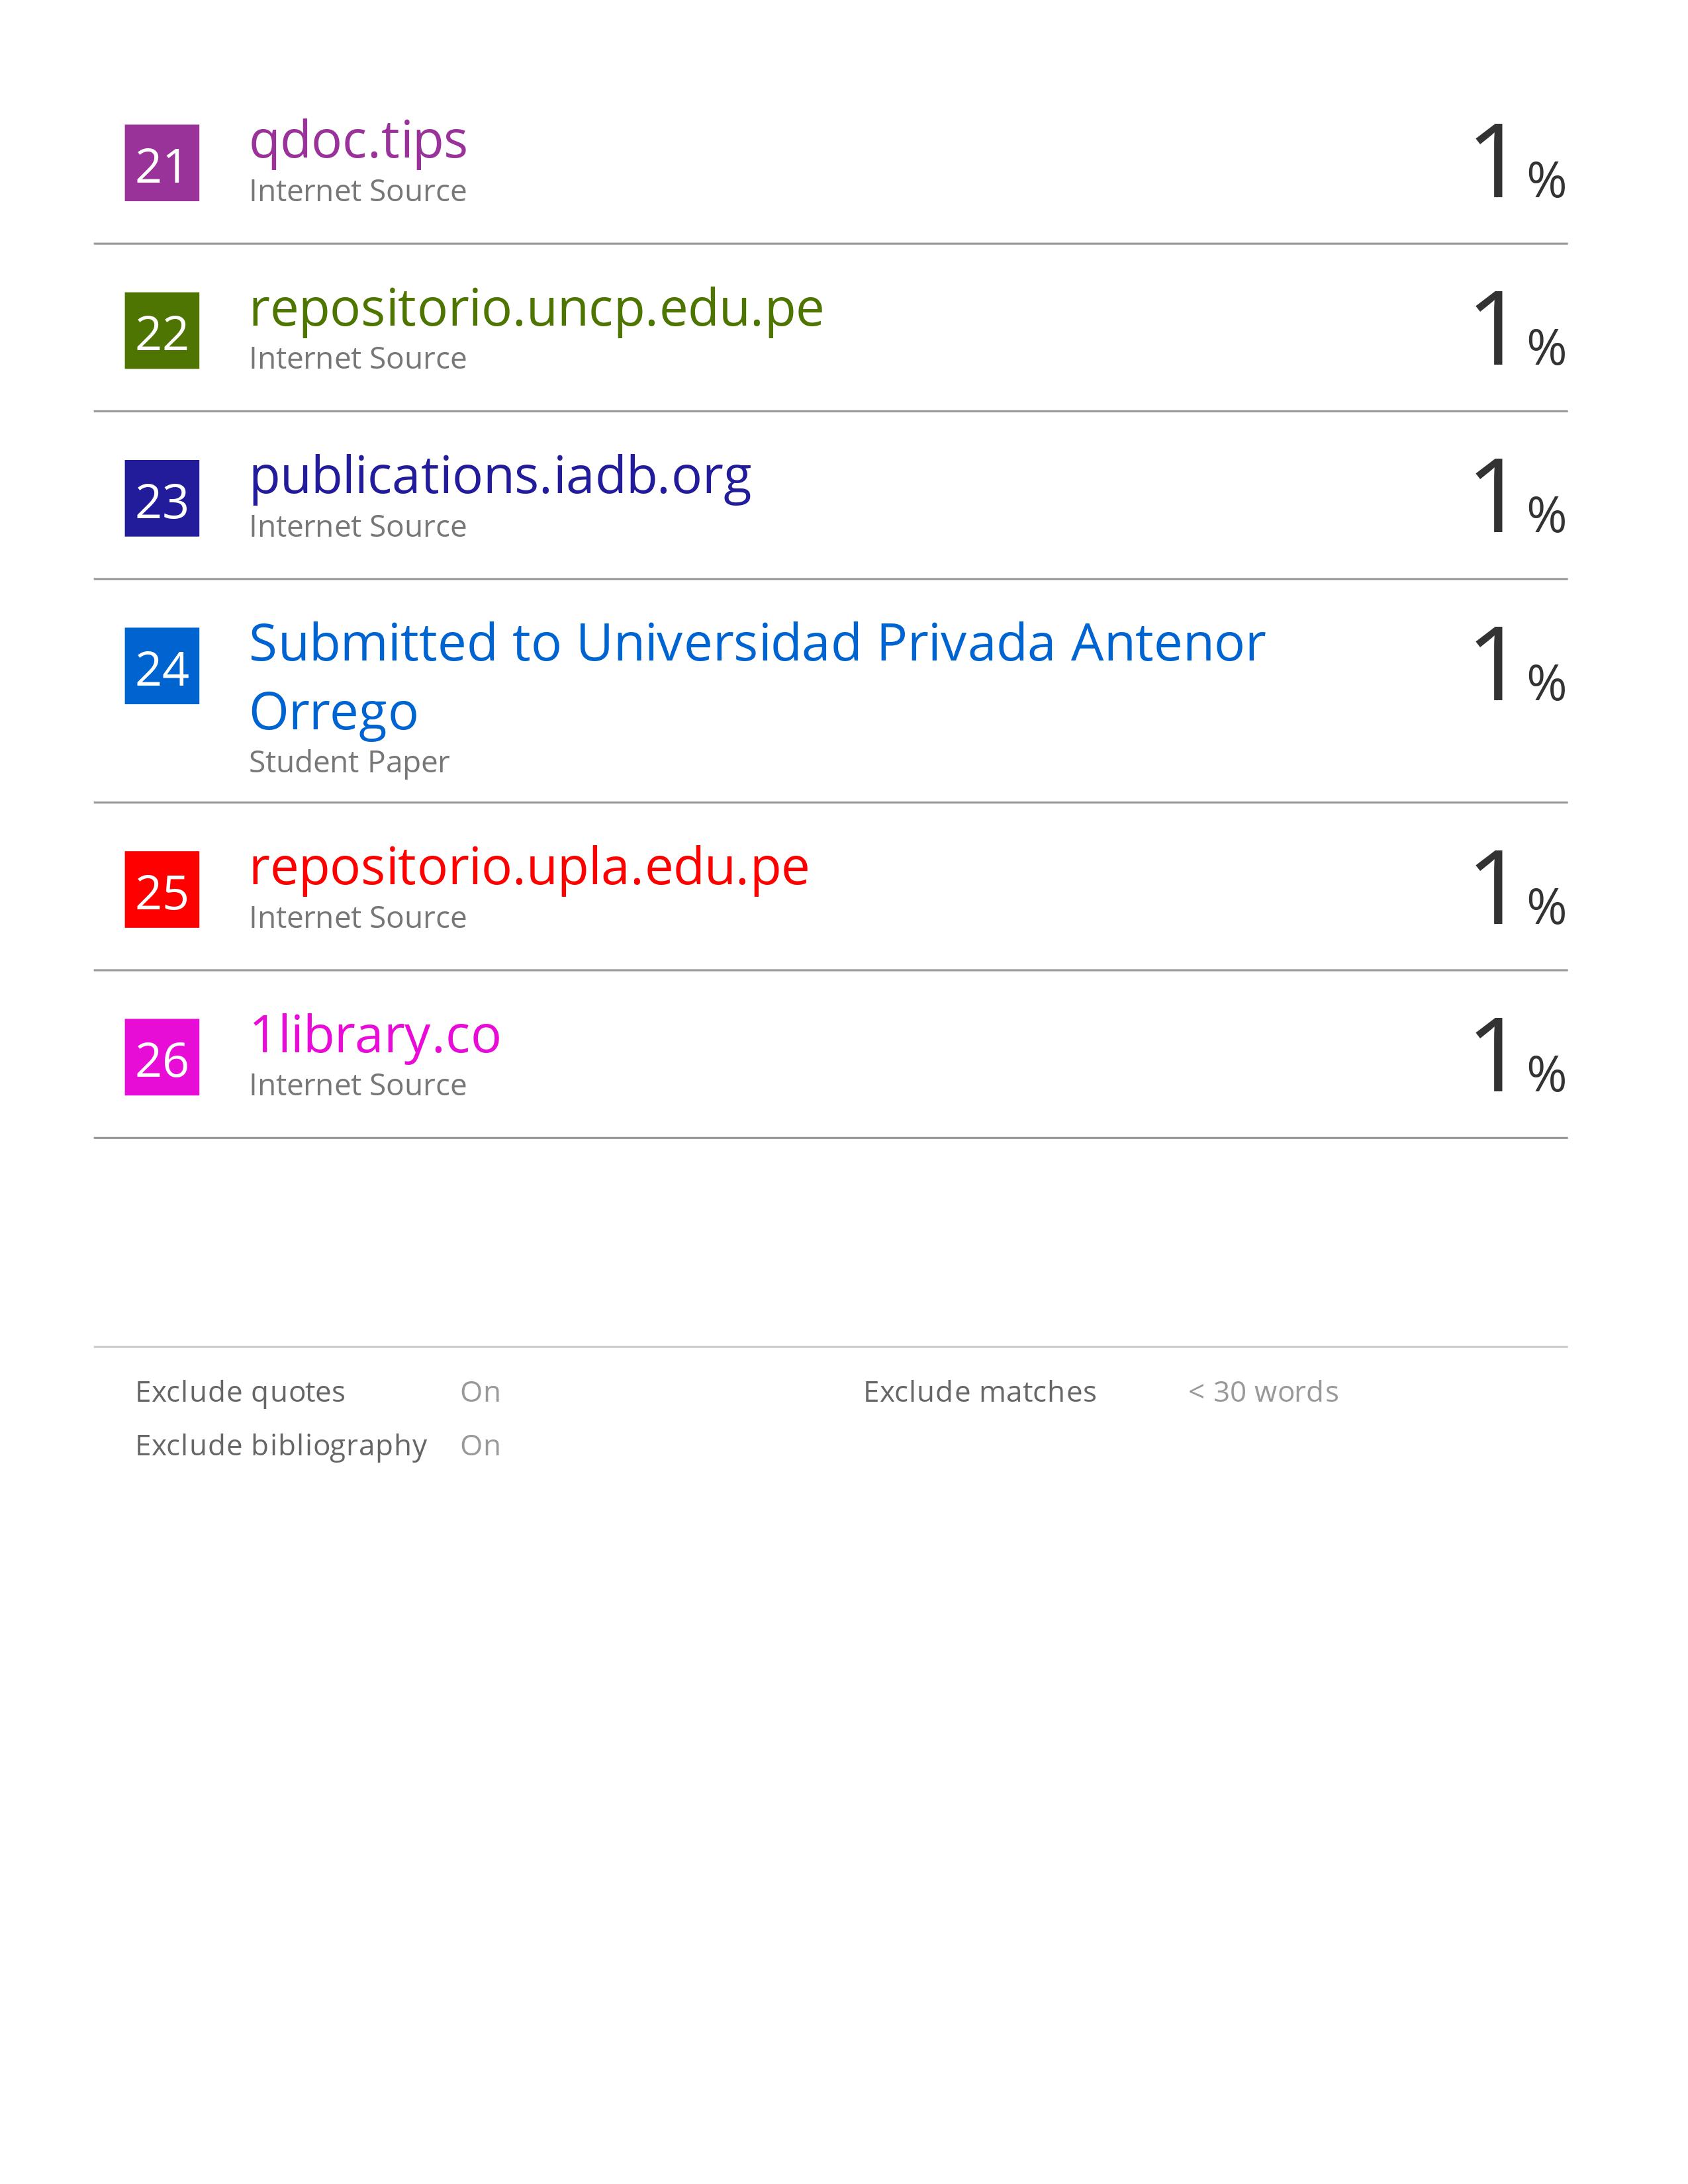 21
qdoc.tips
Internet Source
1%
22
repositorio.uncp.edu.pe
Internet Source
1%
23
publications.iadb.org
Internet Source
1%
24
Submitted to Universidad Privada Antenor
Orrego
Student Paper
1%
25
repositorio.upla.edu.pe
Internet Source
1%
26
1library.co
Internet Source
1%
Exclude quotes On Exclude matches < 30 words
Exclude bibliography On